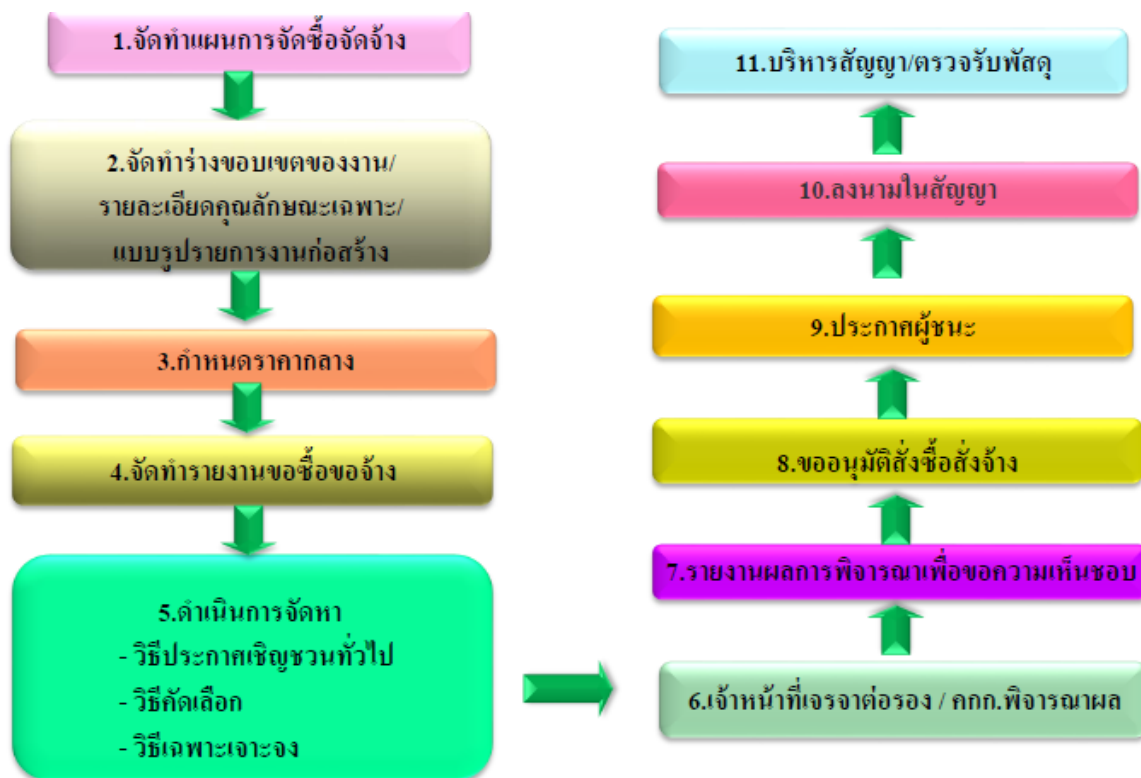 1.จัดทำแผนการจัดซื้อจัดจ้าง
2.จัดทำร่างขอบเขตของงาน/
รายละเอียดคุณลักษณะเฉพาะ/
แบบรูปรายการงานก่อสร้าง
3.กำหนดราคากลาง
4.จัดทำรายงานขอซื้อขอจ้าง
5.ดำเนินการจัดหา
- วิธีประกาศเชิญชวนทั่วไป
- วิธีคัดเลือก
- วิธีเฉพาะเจาะจง
6.เจ้าหน้าที่เจรจาต่อรอง / คกก.พิจารณาผล
7.รายงานผลการพิจารณาเพื่อขอความเห็นชอบ
8.ขออนุมัติสั่งซื้อสั่งจ้าง
9.ประกาศผู้ชนะ
10.ลงนามในสัญญา
11.บริหารสัญญา/ตรวจรับพัสดุ